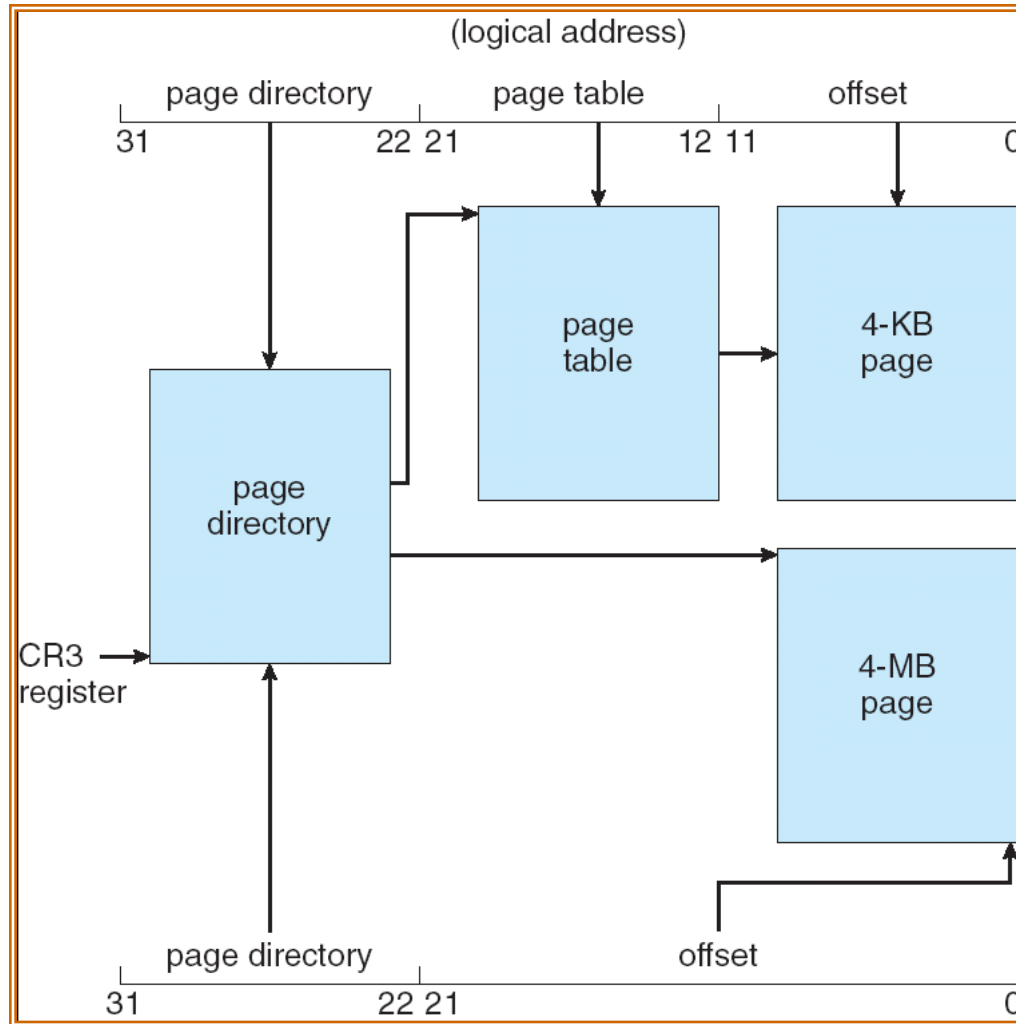 (logical address)
page directory page table offset
31 22 21 12 11 0
page
table
4-KB
page
page
directory
CR3
register
4-MB
page
page directory offset
31 22 21 0